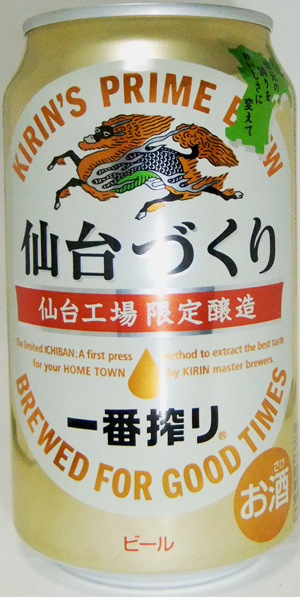 KIRIN'S PRIME BREW
仙台づくり
仙台工場 限定醸造
The limited ICHIBAN: A first press method to extract the best taste
for your HOME TOWN by KIRIN master brewers.
一番搾り®
BREWED FOR GOOD TIMES
さけ
お酒
ビール